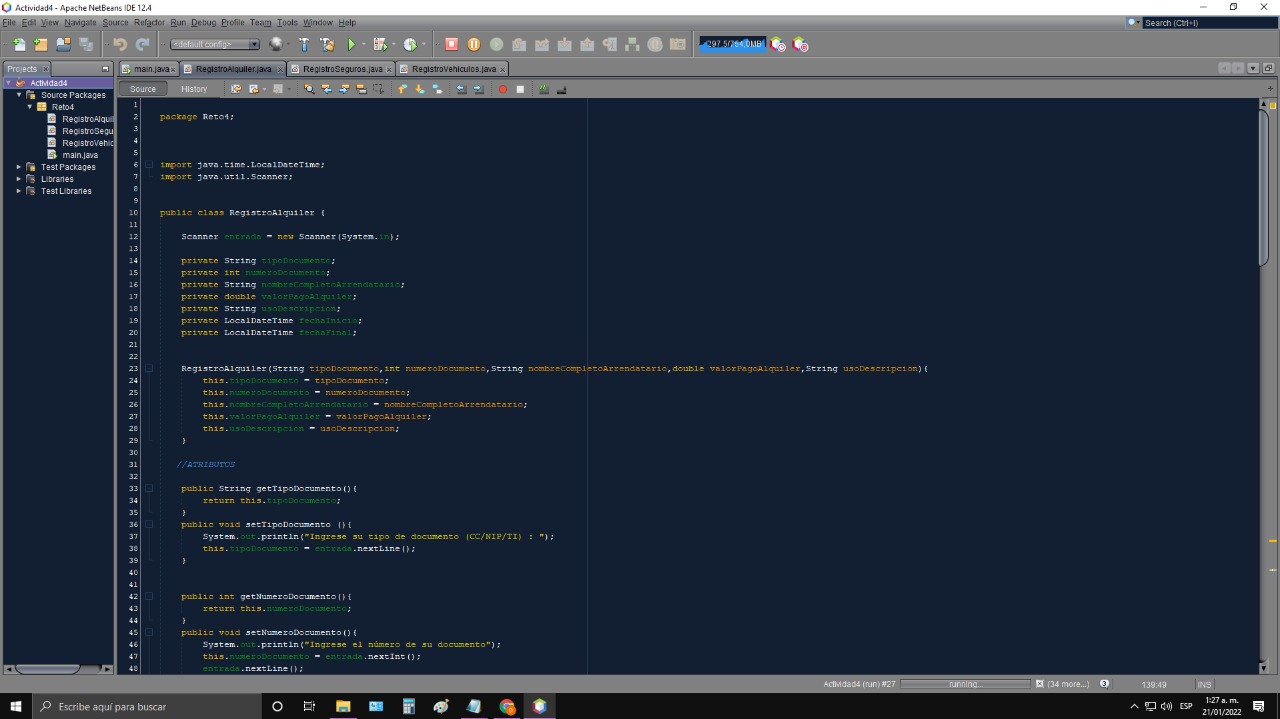 Actividad4 - Apache NetBeans IDE 12.4
File Edit View Navigate Source Refactor Run Debug Profile Team Tools Window Help
Search (Ctrl+I)
<default config>
297.5/764.0MB
Projects
main.java RegistroAlquiler.java RegistroSeguros.java RegistroVehiculos.java
Actividad4
Source Packages
Reto4
RegistroAlquil
RegistroSegu
RegistroVehic
main.java
Test Packages
Libraries
Test Libraries
Source History
1
2 package Reto4;
3
4
5
6 import java.time.LocalDateTime;
7 import java.util.Scanner;
8
9
10 public class RegistroAlquiler {
11
12 Scanner entrada = new Scanner(System.in);
13
14 private String tipoDocumento;
15 private int numeroDocumento;
16 private String nombreCompletoArrendatario;
17 private double valorPagoAlquiler;
18 private String usoDescripcion;
19 private LocalDateTime fechaInicio;
20 private LocalDateTime fechaFinal;
21
22
23 RegistroAlquiler(String tipoDocumento,int numeroDocumento,String nombreCompletoArrendatario,double valorPagoAlquiler,String usoDescripcion){
24 this.tipoDocumento = tipoDocumento;
25 this.numeroDocumento = numeroDocumento;
26 this.nombreCompletoArrendatario = nombreCompletoArrendatario;
27 this.valorPagoAlquiler = valorPagoAlquiler;
28 this.usoDescripcion = usoDescripcion;
29 }
30
31 //ATRIBUTOS
32
33 public String getTipoDocumento(){
34 return this.tipoDocumento;
35 }
36 public void setTipoDocumento (){
37 System.out.println("Ingrese su tipo de documento (CC/NIP/TI) : ");
38 this.tipoDocumento = entrada.nextLine();
39 }
40
41
42 public int getNumeroDocumento(){
43 return this.numeroDocumento;
44 }
45 public void setNumeroDocumento(){
46 System.out.println("Ingrese el número de su documento");
47 this.numeroDocumento = entrada.nextInt();
48 entrada.nextLine();
Actividad4 (run) #27 running... (34 more...) 3 139:49 INS
Escribe aquí para buscar
ESP
1:27 a. m.
21/01/2022